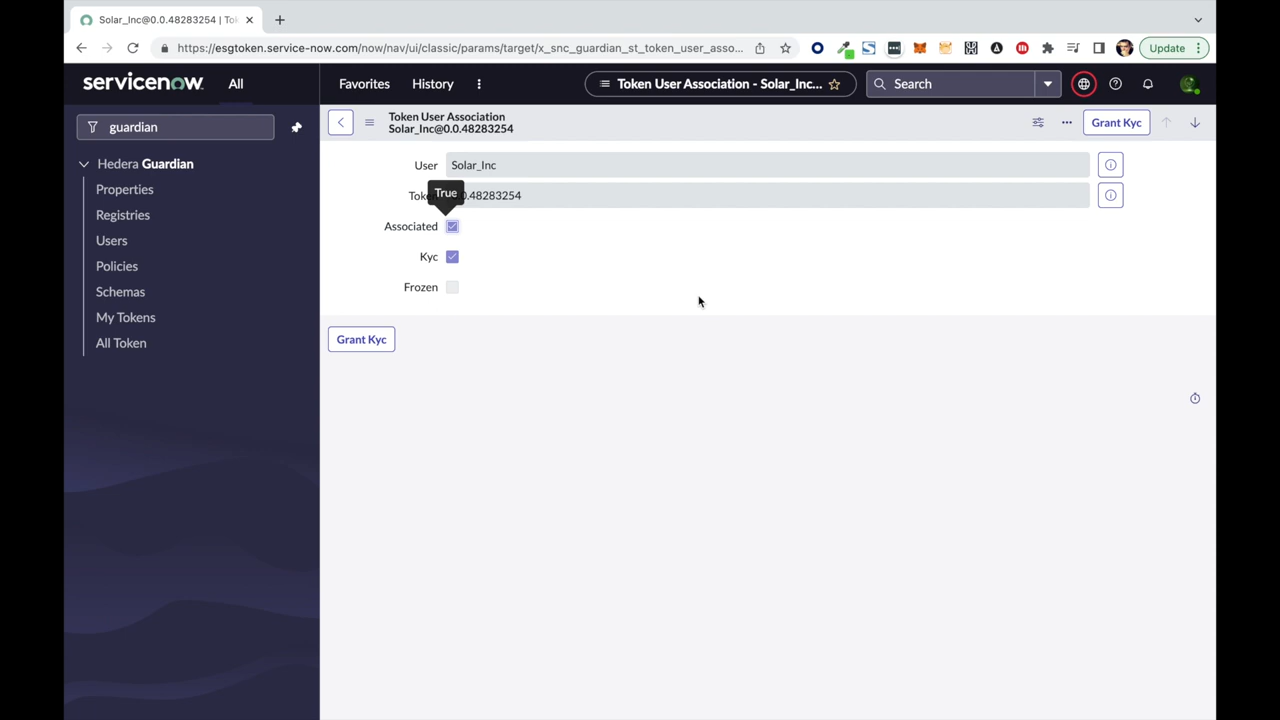 Solar_Inc@0.0.48283254 | Tok
https://esgtoken.service-now.com/now/nav/ui/classic/params/target/x_snc_guardian_st_token_user_asso...
Update
servicenow
All
Favorites
History
Token User Association - Solar_Inc...
Search
guardian
Token User Association
Solar_Inc@0.0.48283254
Grant Kyc
Hedera Guardian
Properties
Registries
Users
Policies
Schemas
My Tokens
All Token
User
Solar_Inc
Toke
.48283254
True
Associated
Kyc
Frozen
Grant Kyc